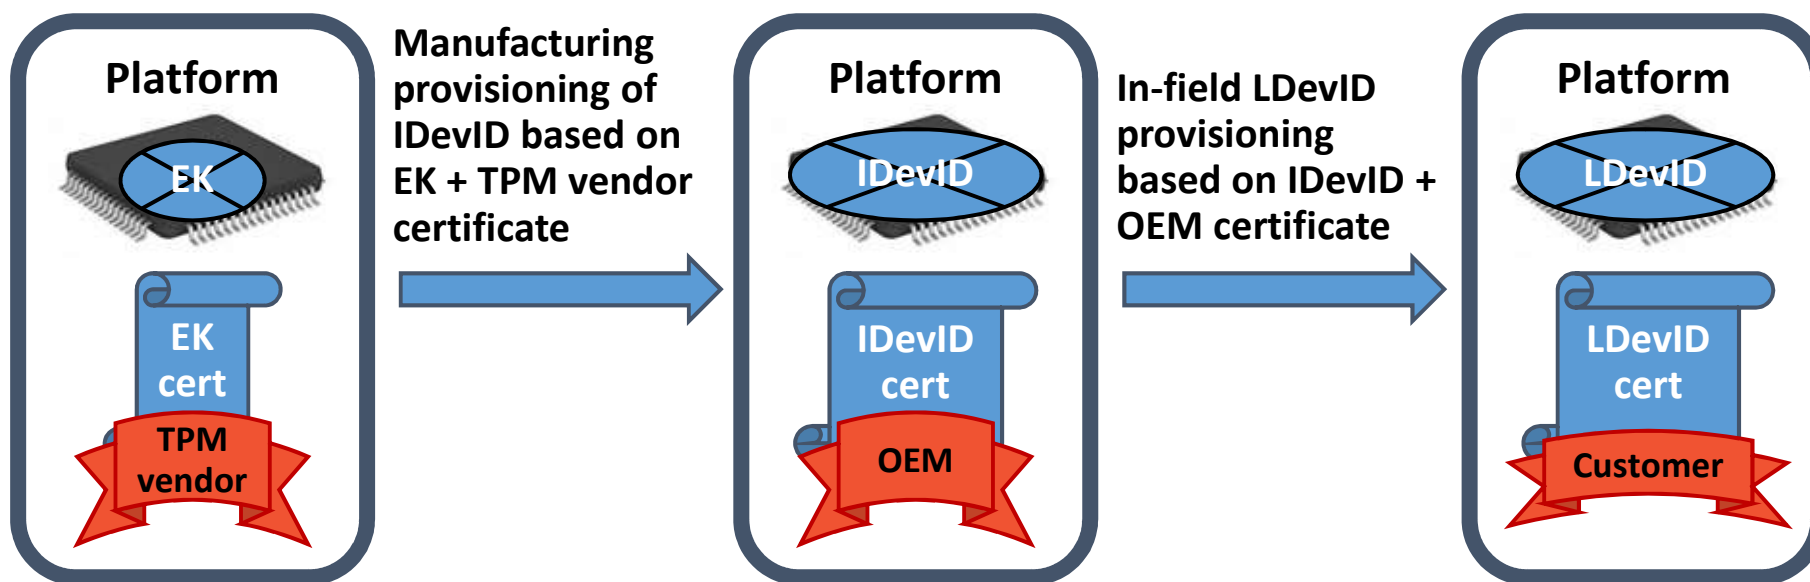 Platform
EK
EK
cert
TPM
vendor
Manufacturing
provisioning of
IDevID based on
EK + TPM vendor
certificate
Platform
IDevID
IDevID
cert
OEM
In-field LDevID
provisioning
based on IDevID +
OEM certificate
Platform
LDevID
LDevID
cert
Customer